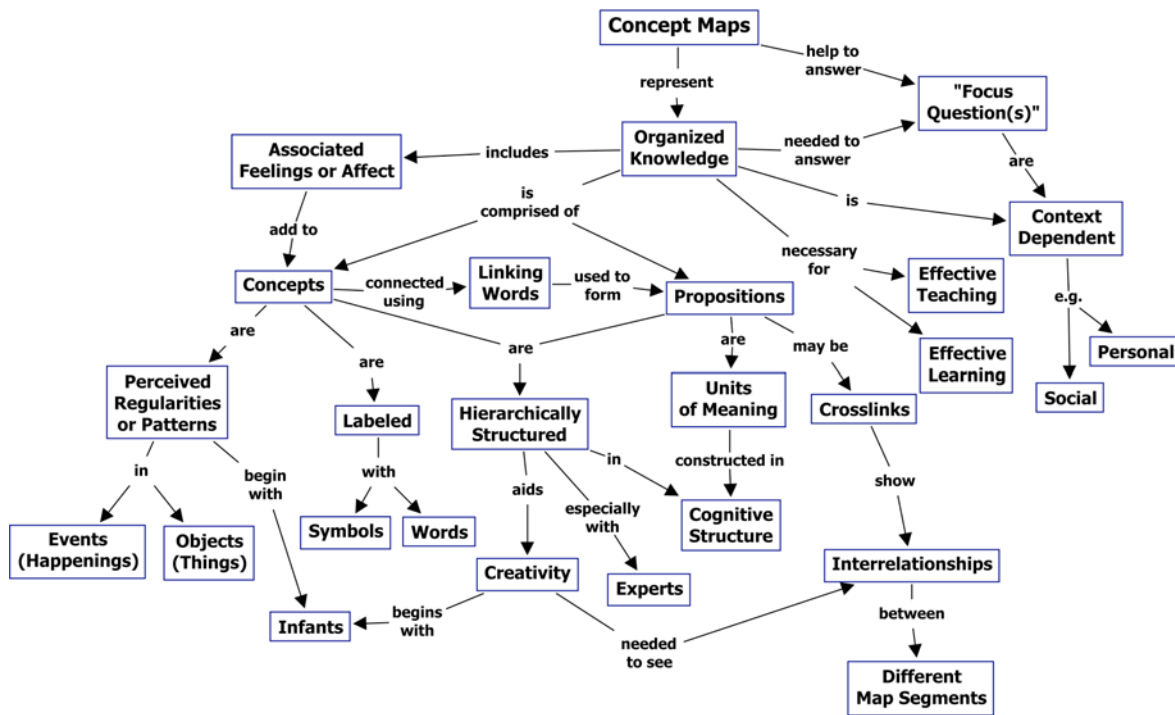 Concept Maps
help to
answer
represent
"Focus
Question(s)"
Organized
Knowledge
needed to
answer
Associated
Feelings or Affect
includes
are
is
comprised of
is
Context
Dependent
add to
necessary
for
Concepts
connected
using
Linking
Words
used to
form
Propositions
Effective
Teaching
e.g.
are
are
are
are
may be
Effective
Learning
Personal
Social
Perceived
Regularities
or Patterns
Labeled
Hierarchically
Structured
Units
of Meaning
Crosslinks
in
begin
with
with
aids
in
constructed in
show
especially
with
Events
(Happenings)
Objects
(Things)
Symbols
Words
Cognitive
Structure
Creativity
Experts
Interrelationships
Infants
begins
with
needed
to see
between
Different
Map Segments